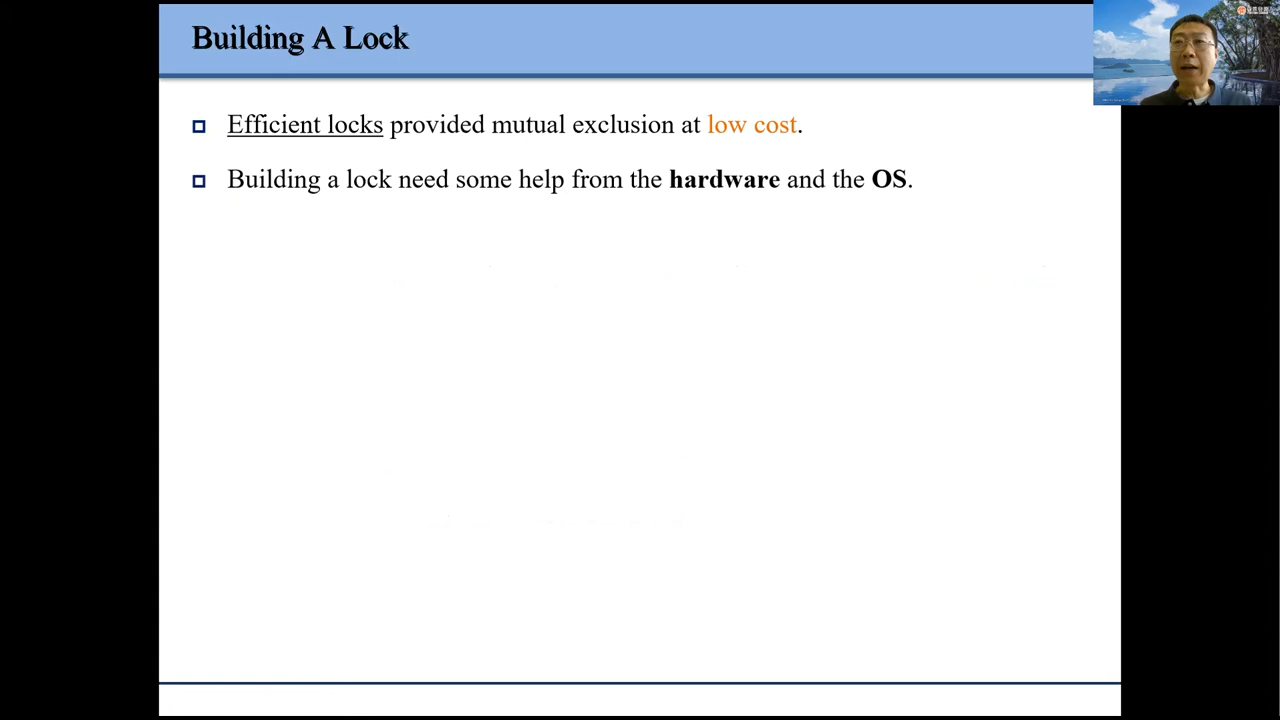 Building A Lock
Efficient locks provided mutual exclusion at low cost.
Building a lock need some help from the hardware and the OS.